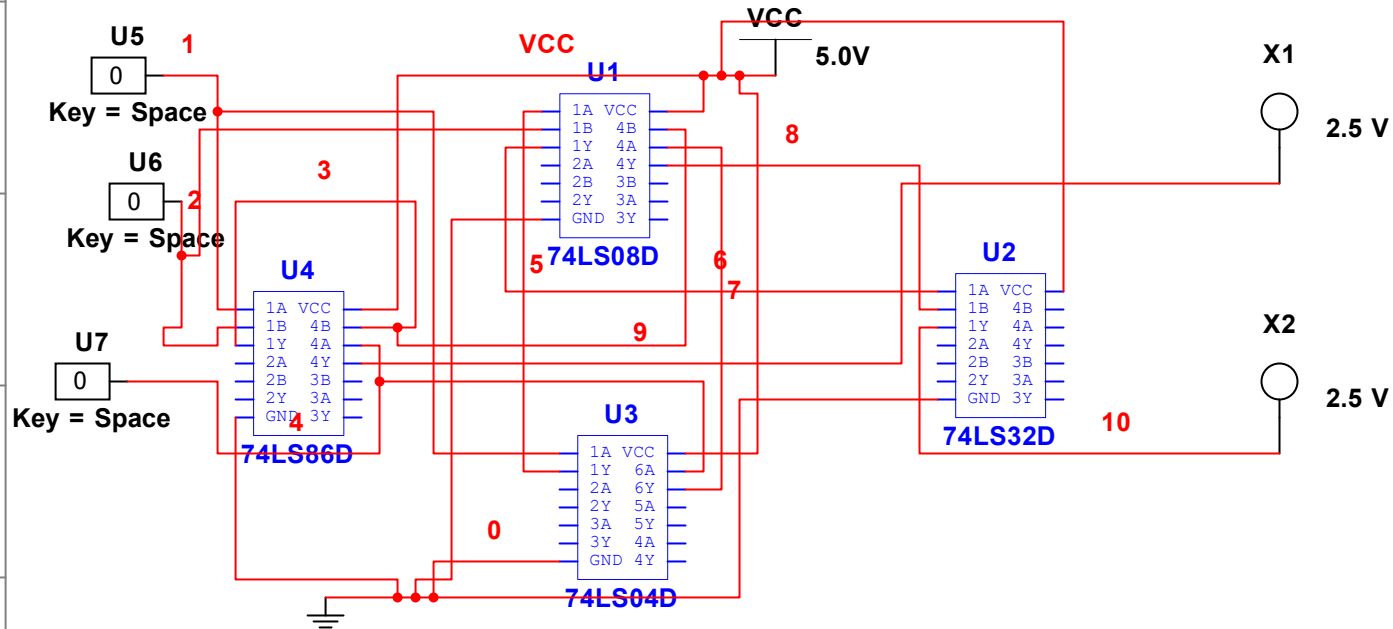 U5
1
0
Key = Space
U6
2
0
Key = Space
U7
0
Key = Space
3
VCC
VCC
5.0V
U1
1A VCC
1B 4B
1Y 4A
2A 4Y
2B 3B
2Y 3A
GND 3Y
74LS08D
8
X1
2.5 V
5
6
7
9
U4
1A VCC
1B 4B
1Y 4A
2A 4Y
2B 3B
2Y 3A
GND 3Y
4
74LS86D
U2
1A VCC
1B 4B
1Y 4A
2A 4Y
2B 3B
2Y 3A
GND 3Y
74LS32D
X2
2.5 V
10
U3
1A VCC
1Y 6A
2A 6Y
2Y 5A
3A 5Y
3Y 4A
GND 4Y
74LS04D
0